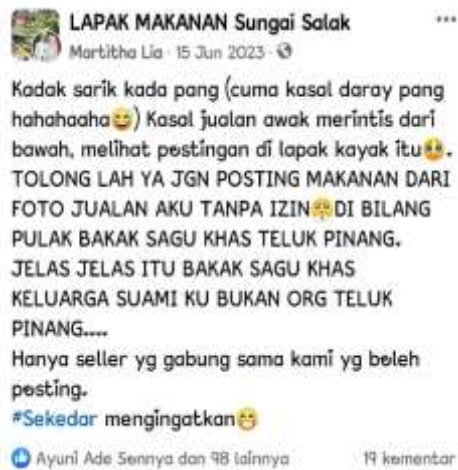 LAPAK MAKANAN Sungai Salak
Martitha Lia · 15 Jun 2023 ·
Kadak sarik kada pang (cuma kasal daray pang
hahahaaha😅) Kasal jualan awak merintis dari
bawah, melihat postingan di lapak kayak itu🥹.
TOLONG LAH YA JGN POSTING MAKANAN DARI
FOTO JUALAN AKU TANPA IZIN😤DI BILANG
PULAK BAKAK SAGU KHAS TELUK PINANG.
JELAS JELAS ITU BAKAK SAGU KHAS
KELUARGA SUAMI KU BUKAN ORG TELUK
PINANG....
Hanya seller yg gabung sama kami yg boleh
posting.
#Sekedar mengingatkan😁
Ayuni Ade Sennya dan 98 lainnya 19 komentar